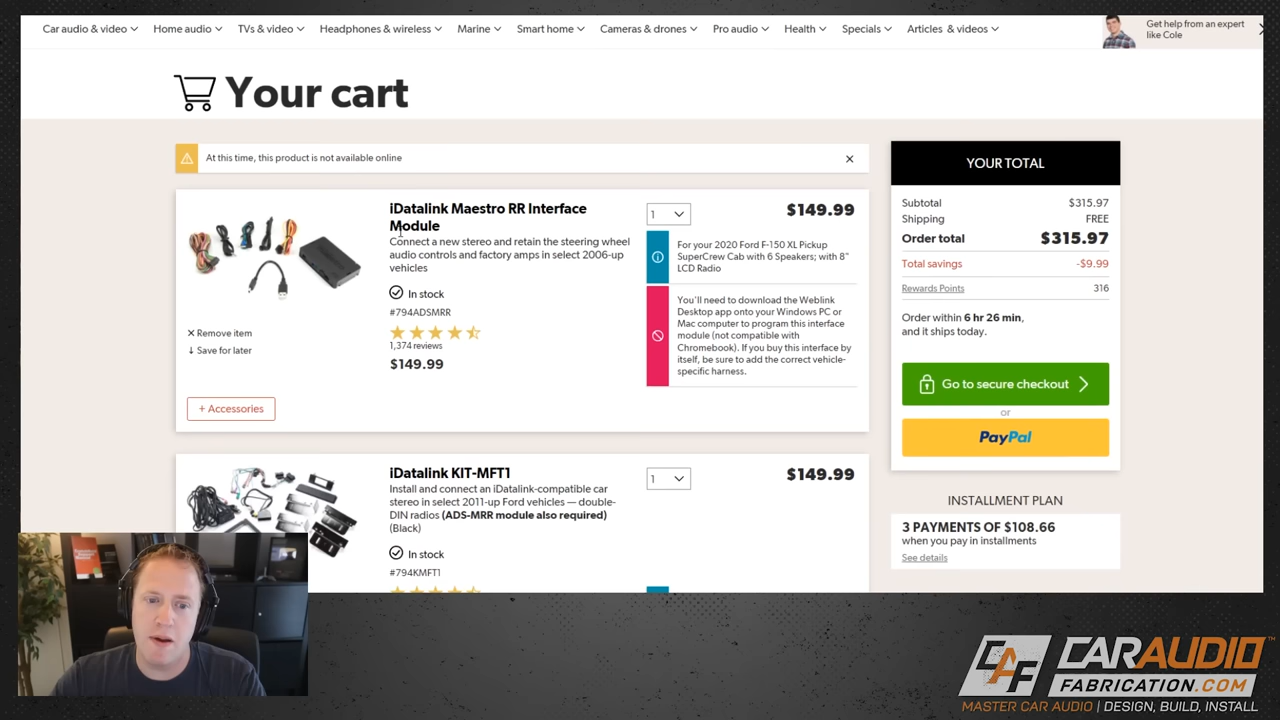 Car audio & video Home audio TVs & video Headphones & wireless Marine Smart home Cameras & drones Pro audio Health Specials Articles & videos
Get help from an expert
like Cole
Your cart
At this time, this product is not available online
iDatalink Maestro RR Interface
Module
Connect a new stereo and retain the steering wheel
audio controls and factory amps in select 2006-up
vehicles
In stock
#794ADSMRR
1,374 reviews
$149.99
Remove item
Save for later
+ Accessories
1
$149.99
For your 2020 Ford F-150 XL Pickup
SuperCrew Cab with 6 Speakers; with 8"
LCD Radio
You'll need to download the Weblink
Desktop app onto your Windows PC or
Mac computer to program this interface
module (not compatible with
Chromebook). If you buy this interface by
itself, be sure to add the correct vehicle-
specific harness.
iDatalink KIT-MFT1
Install and connect an iDatalink-compatible car
stereo in select 2011-up Ford vehicles — double-
DIN radios (ADS-MRR module also required)
(Black)
In stock
#794KMFT1
1
$149.99
YOUR TOTAL
Subtotal $315.97
Shipping FREE
Order total $315.97
Total savings -$9.99
Rewards Points 316
Order within 6 hr 26 min,
and it ships today.
Go to secure checkout
or
PayPal
INSTALLMENT PLAN
3 PAYMENTS OF $108.66
when you pay in installments
See details
CAF
CARAUDIO™
FABRICATION.COM
MASTER CAR AUDIO | DESIGN, BUILD, INSTALL